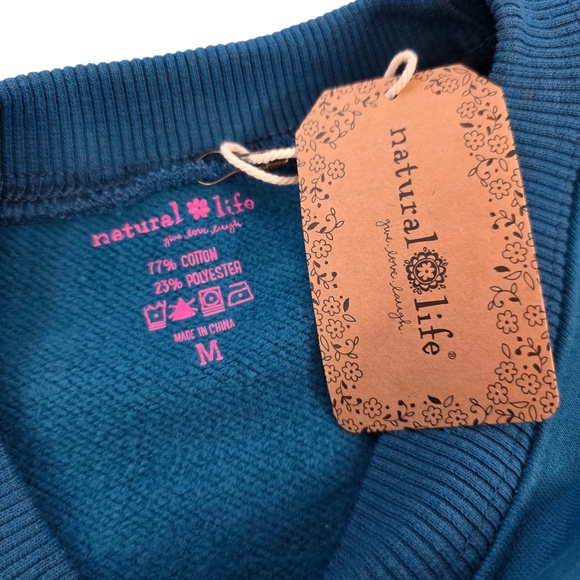 natural life
give love laugh
77% COTTON
23% POLYESTER
MADE IN CHINA
M
natural life®
give love laugh